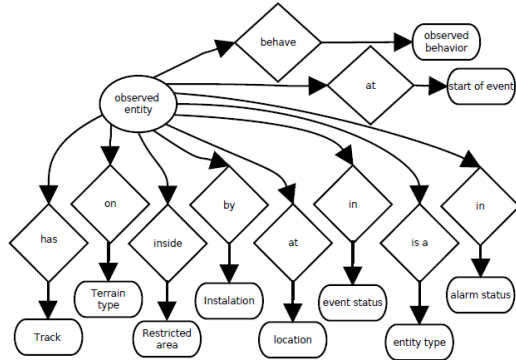 behave
observed
behavior
at
start of event
observed
entity
on
by
in
in
has
inside
at
is a
Terrain
type
Instalation
event status
alarm status
Track
Restricted
area
location
entity type